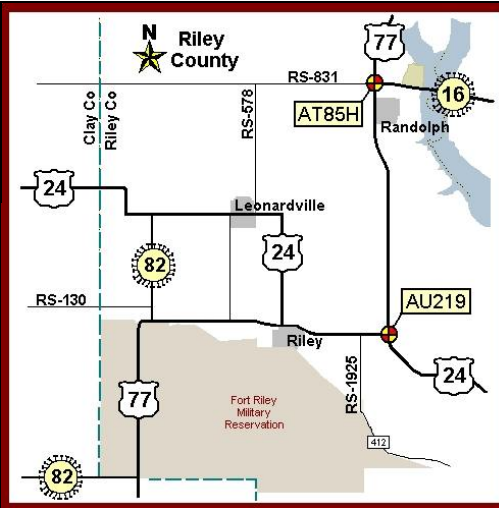 N
Riley
County
77
RS-831
16
AT85H
Randolph
RS-578
Clay Co
Riley Co
24
Leonardville
24
82
RS-130
AU219
Riley
RS-1925
24
77
Fort Riley
Military
Reservation
412
82